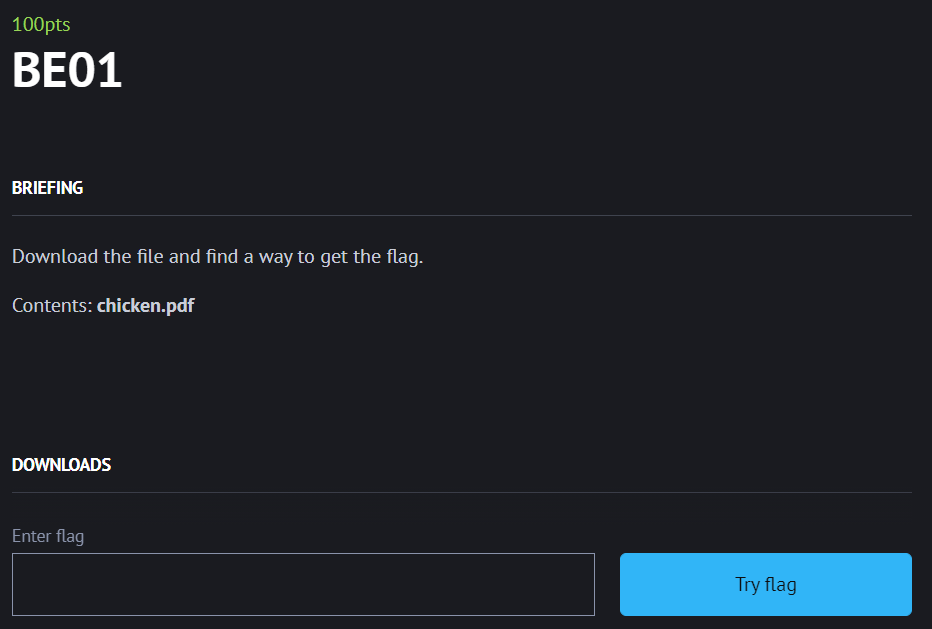 100pts
BE01
BRIEFING
Download the file and find a way to get the flag.
Contents: chicken.pdf
DOWNLOADS
Enter flag
Try flag